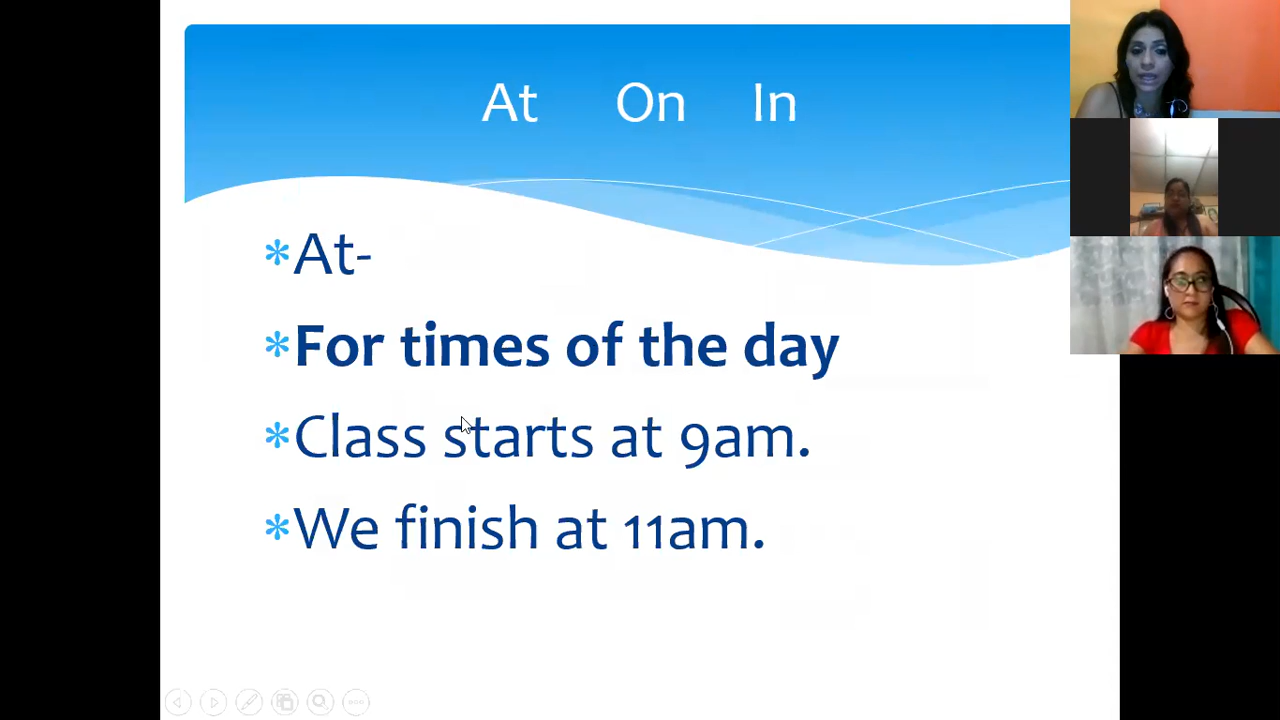 At On In
At-
For times of the day
Class starts at 9am.
We finish at 11am.